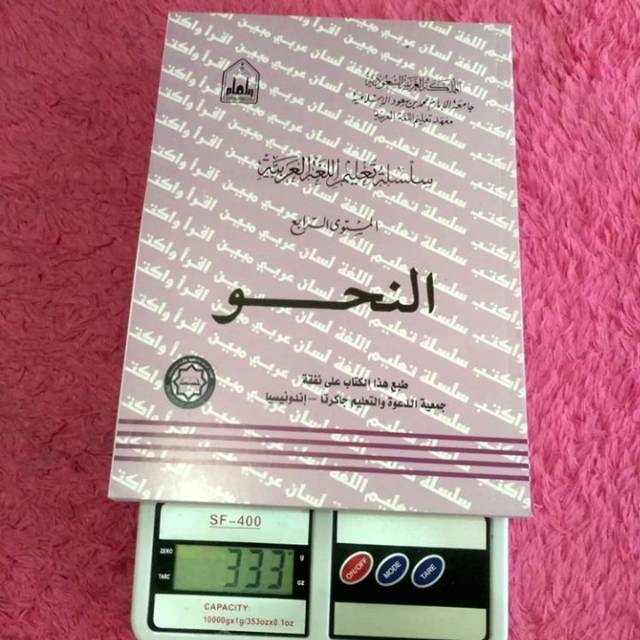 المملكة العربية السعودية
جامعة الإمام محمد بن سعود الإسلامية
معهد تعليم اللغة العربية
سلسلة تعليم اللغة العربية
المستوى الرابع
النحو
طبع هذا الكتاب على نفقة
جمعية الدعوة والتعليم جاكرتا – إندونيسيا
SF-400
ZERO
TARC
333
g
oz
ON/OFF
MODE
TARE
CAPACITY:
10000gx1g/353ozx0.1oz